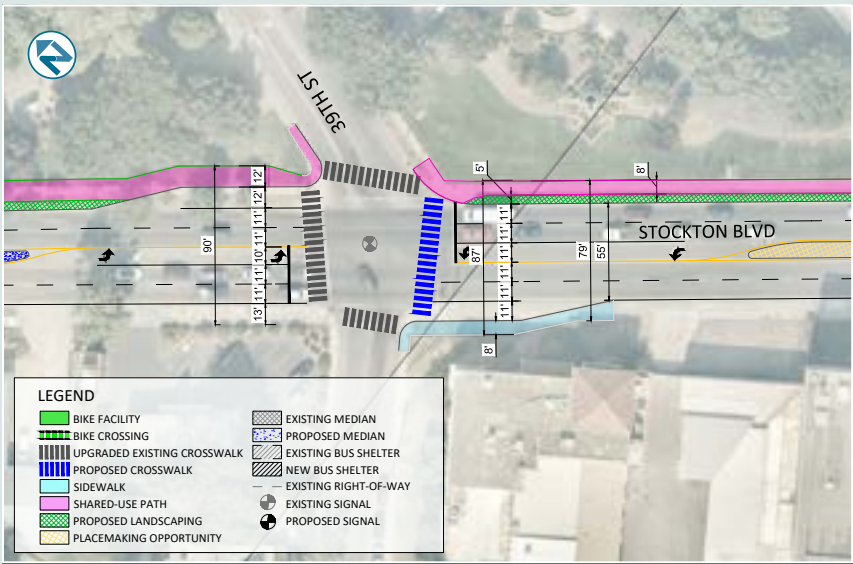 39TH ST
STOCKTON BLVD
12'
12'
11'
11'
10'
11'
11'
13'
90'
5'
8'
11'
11'
11'
11'
11'
87'
79'
55'
8'
LEGEND
BIKE FACILITY
BIKE CROSSING
UPGRADED EXISTING CROSSWALK
PROPOSED CROSSWALK
SIDEWALK
SHARED-USE PATH
PROPOSED LANDSCAPING
PLACEMAKING OPPORTUNITY
EXISTING MEDIAN
PROPOSED MEDIAN
EXISTING BUS SHELTER
NEW BUS SHELTER
EXISTING RIGHT-OF-WAY
EXISTING SIGNAL
PROPOSED SIGNAL